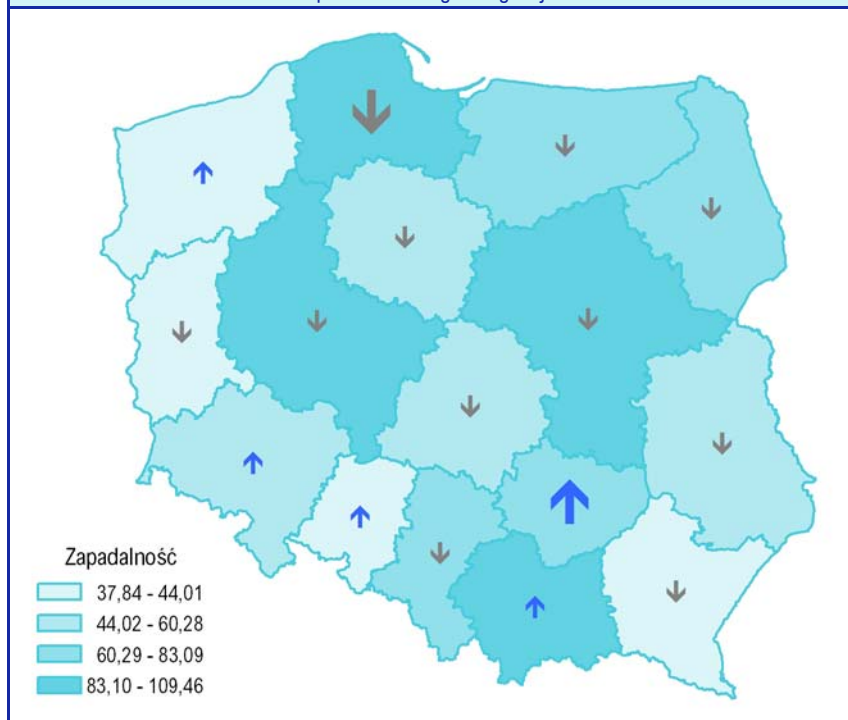 Zapadalność
37,84 - 44,01
44,02 - 60,28
60,29 - 83,09
83,10 - 109,46